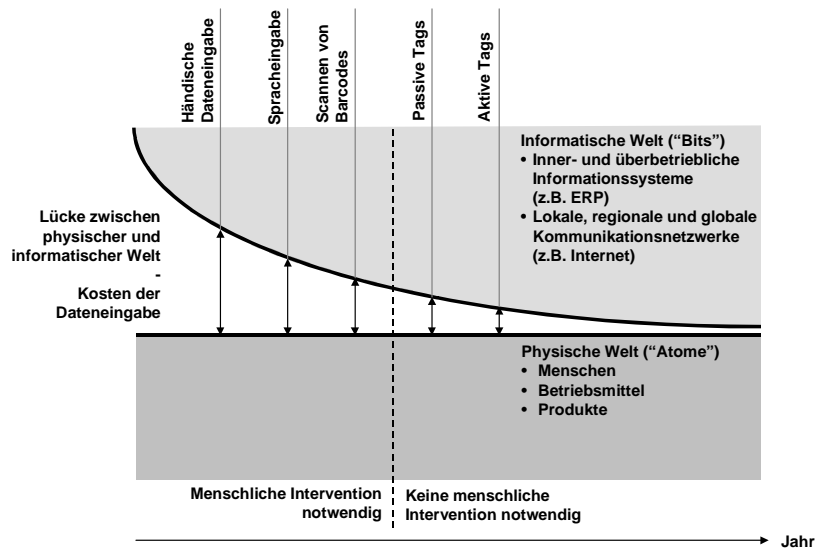 Händische
Dateneingabe
Spracheingabe
Scannen von
Barcodes
Passive Tags
Aktive Tags
Informatische Welt (“Bits”)
• Inner- und überbetriebliche
Informationssysteme
(z.B. ERP)
• Lokale, regionale und globale
Kommunikationsnetzwerke
(z.B. Internet)
Lücke zwischen
physischer und
informatischer Welt
-
Kosten der
Dateneingabe
Physische Welt (“Atome”)
• Menschen
• Betriebsmittel
• Produkte
Menschliche Intervention
notwendig
Keine menschliche
Intervention notwendig
Jahr